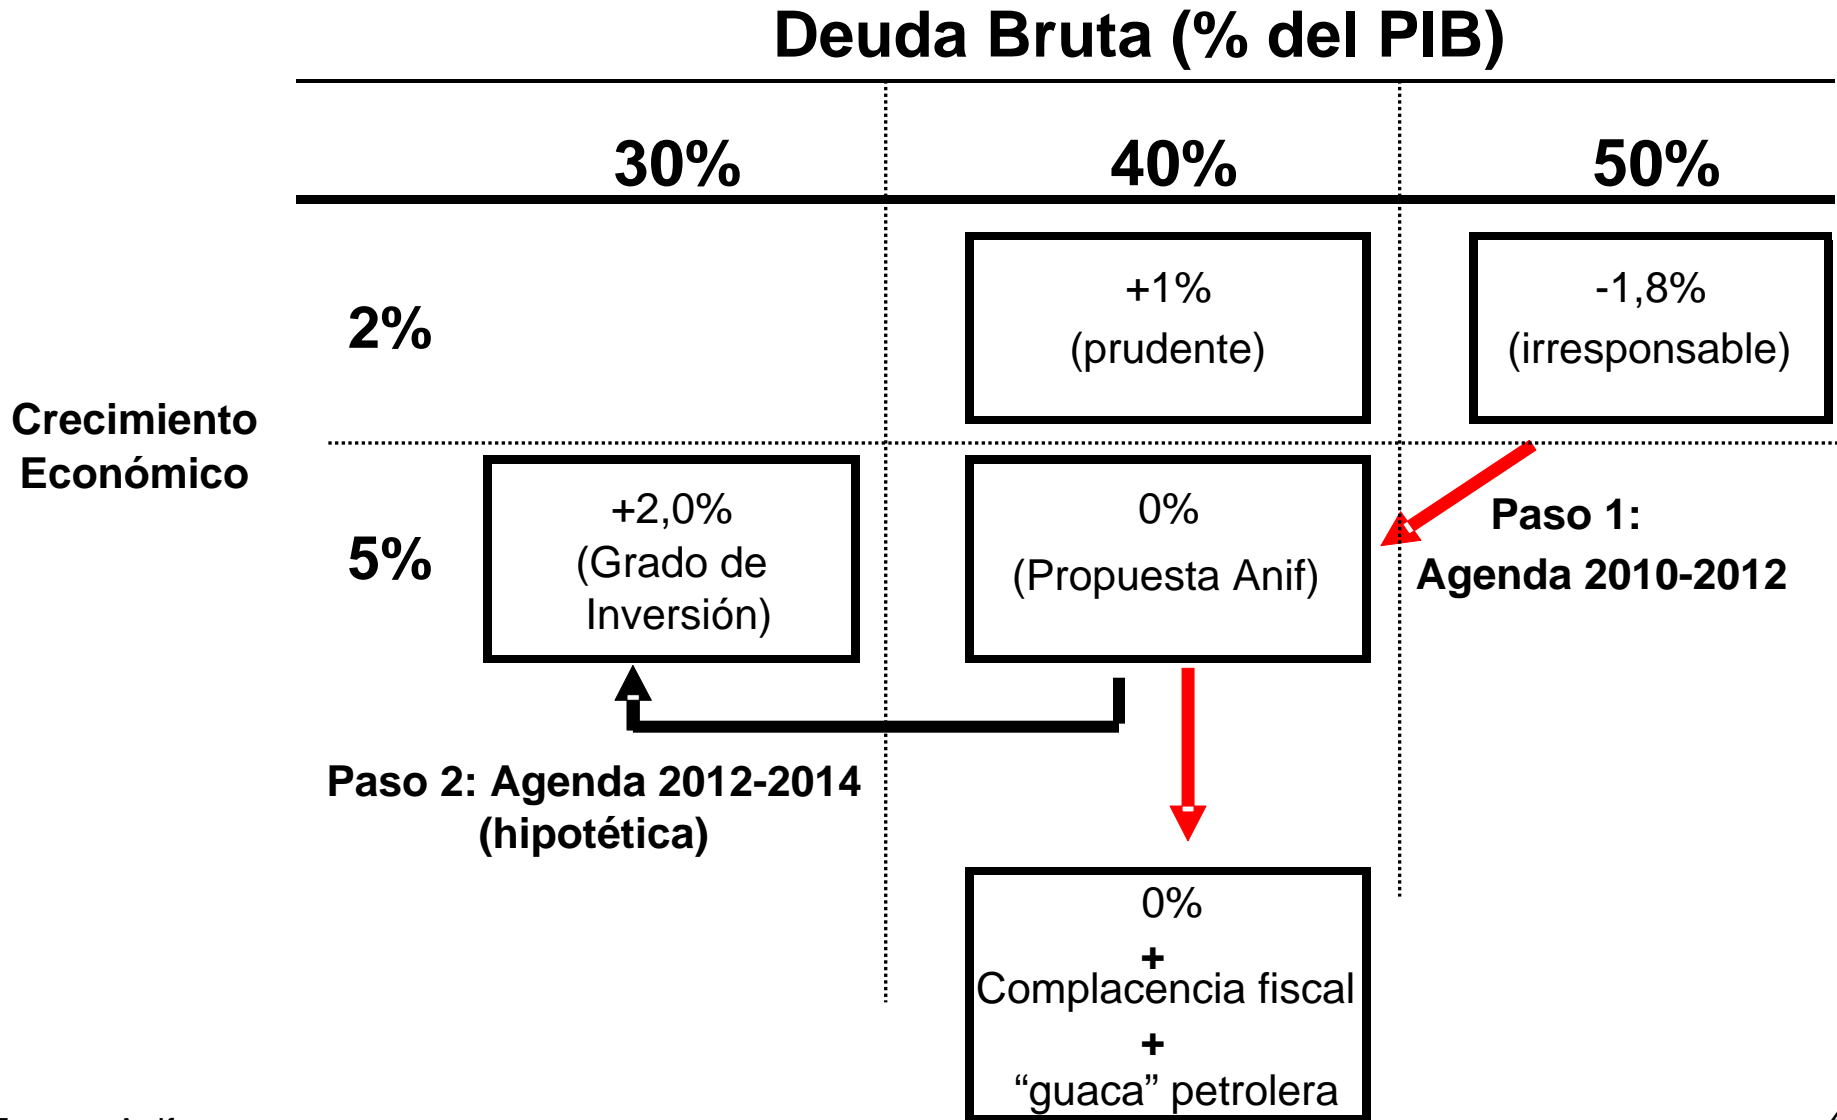 Deuda Bruta (% del PIB)
30%
40%
50%
Crecimiento
Económico
2%
+1%
(prudente)
-1,8%
(irresponsable)
5%
+2,0%
(Grado de
Inversión)
0%
(Propuesta Anif)
Paso 1:
Agenda 2010-2012
Paso 2: Agenda 2012-2014
(hipotética)
0%
+
Complacencia fiscal
+
“guaca” petrolera